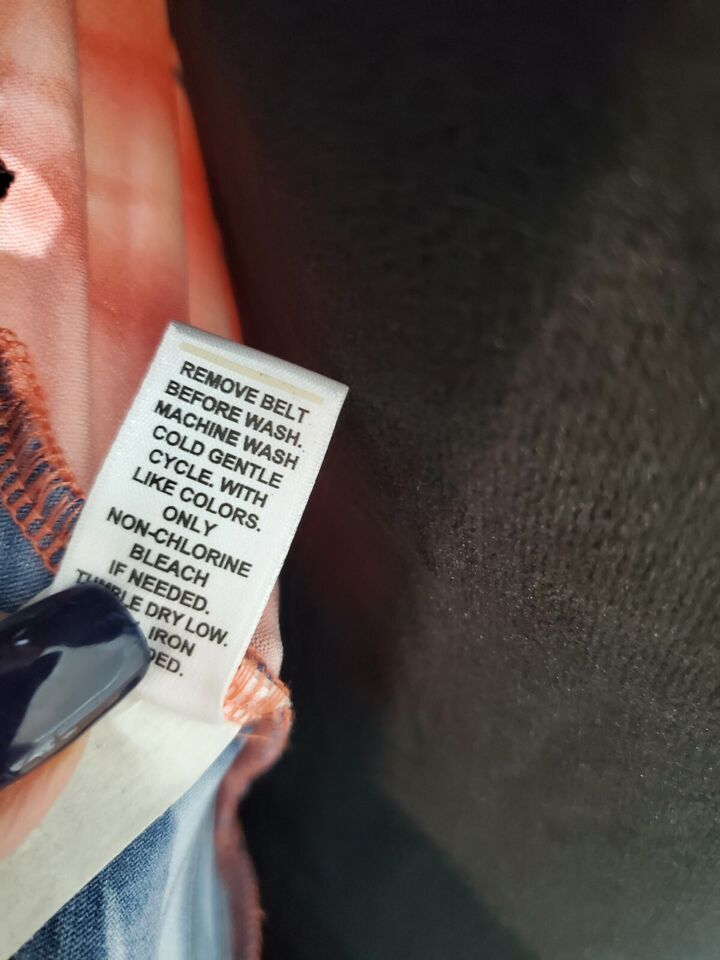 REMOVE BELT
BEFORE WASH.
MACHINE WASH
COLD GENTLE
CYCLE. WITH
LIKE COLORS.
ONLY
NON-CHLORINE
BLEACH
IF NEEDED.
TUMBLE DRY LOW.
IRON